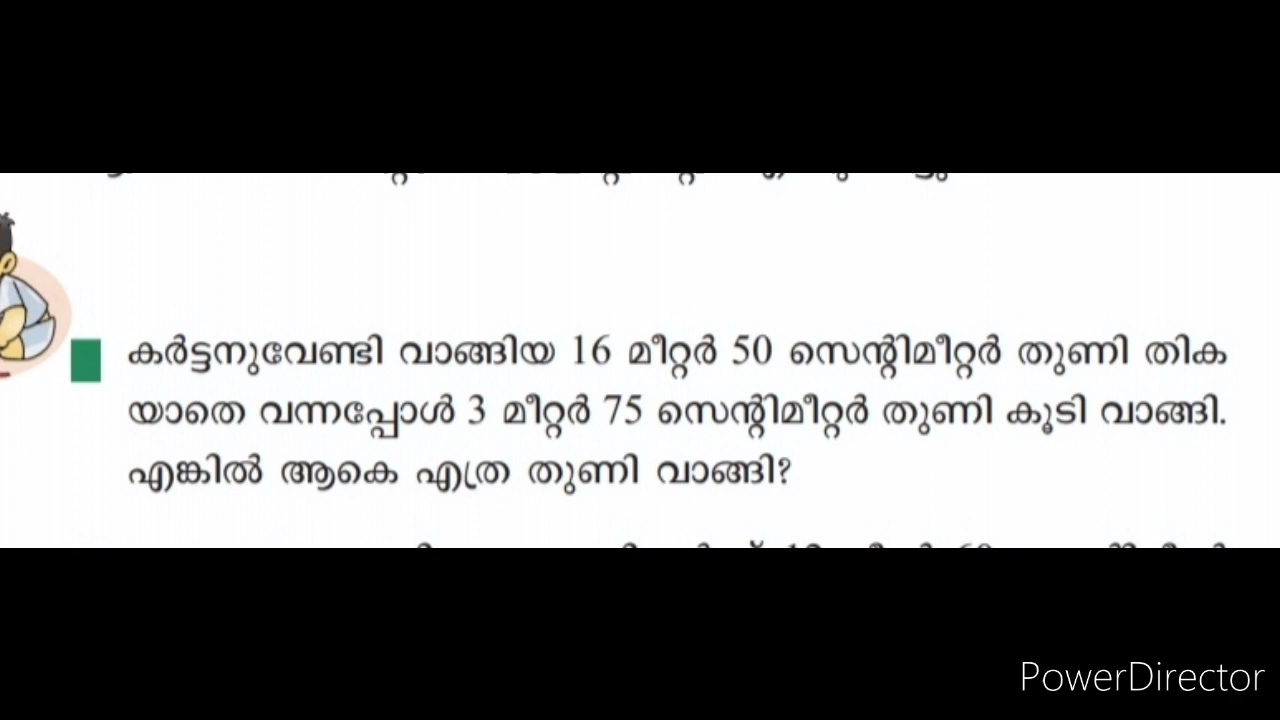 കർട്ടനുവേണ്ടി വാങ്ങിയ 16 മീറ്റർ 50 സെന്റിമീറ്റർ തുണി തിക
യാതെ വന്നപ്പോൾ 3 മീറ്റർ 75 സെന്റിമീറ്റർ തുണി കൂടി വാങ്ങി.
എങ്കിൽ ആകെ എത്ര തുണി വാങ്ങി?
PowerDirector